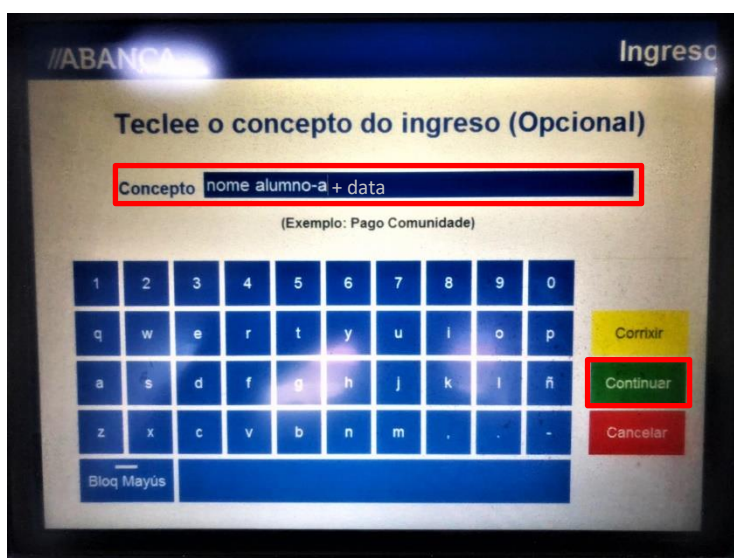 //ABANCA
Ingreso
Teclee o concepto do ingreso (Opcional)
Concepto nome alumno-a + data
(Exemplo: Pago Comunidade)
1 2 3 4 5 6 7 8 9 0
q w e r t y u i o p Corrixir
a s d f g h j k l ñ Continuar
z x c v b n m , . - Cancelar
Bloq Mayús